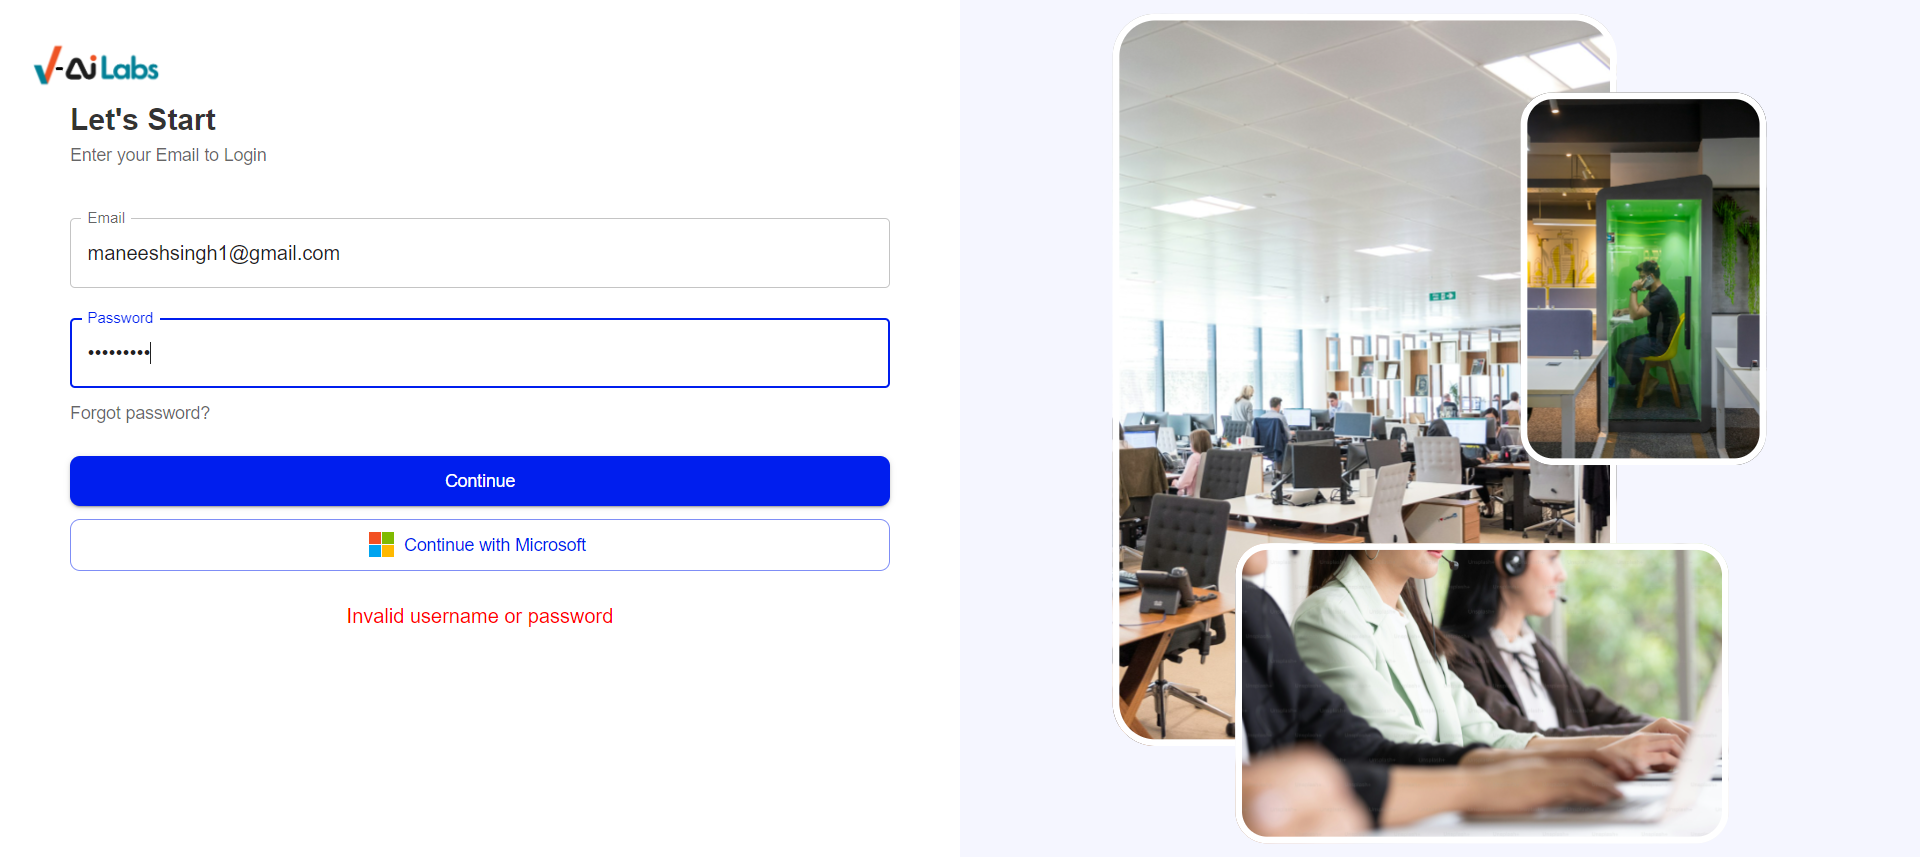 V-AiLabs
Let's Start
Enter your Email to Login
Email
maneeshsingh1@gmail.com
Password
•••••••••
Forgot password?
Continue
Continue with Microsoft
Invalid username or password